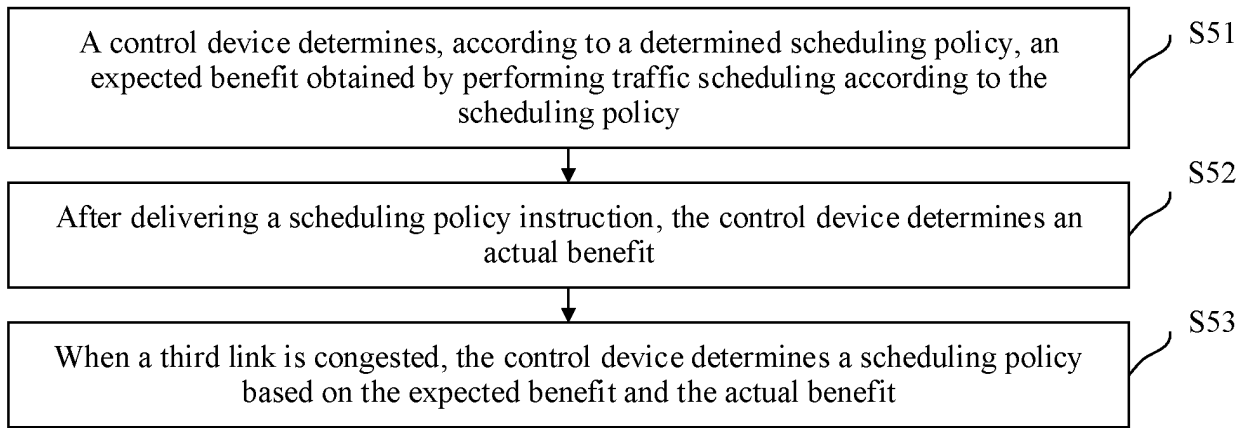 A control device determines, according to a determined scheduling policy, an
expected benefit obtained by performing traffic scheduling according to the
scheduling policy
S51
After delivering a scheduling policy instruction, the control device determines an
actual benefit
S52
When a third link is congested, the control device determines a scheduling policy
based on the expected benefit and the actual benefit
S53